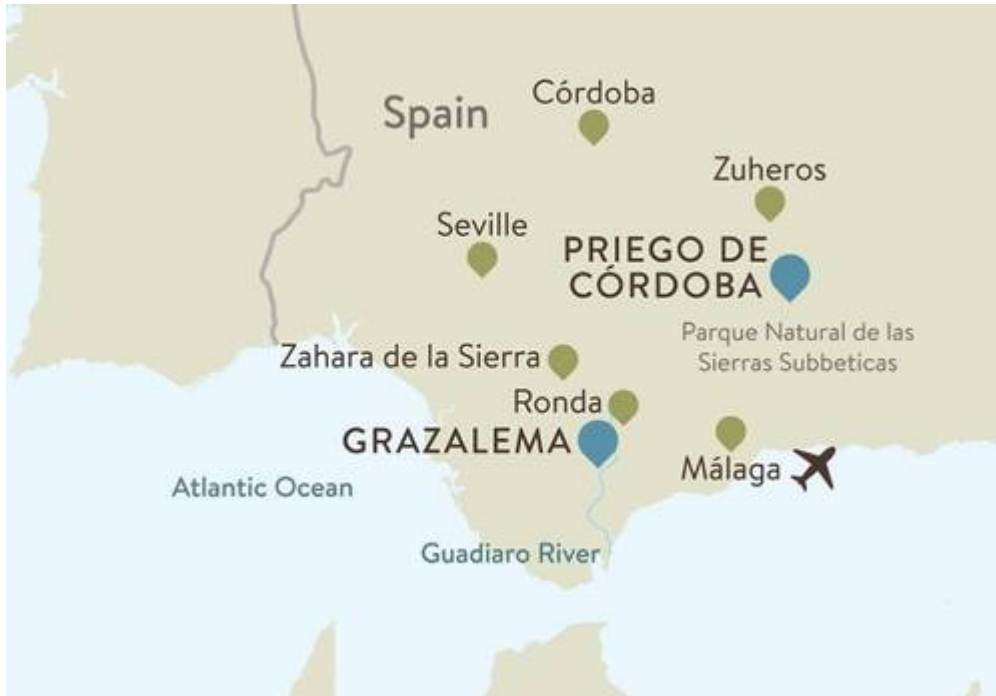 Córdoba
Spain
Zuheros
Seville
PRIEGO DE
CÓRDOBA
Parque Natural de las
Sierras Subbeticas
Zahara de la Sierra
Ronda
GRAZALEMA
Málaga
Atlantic Ocean
Guadiaro River